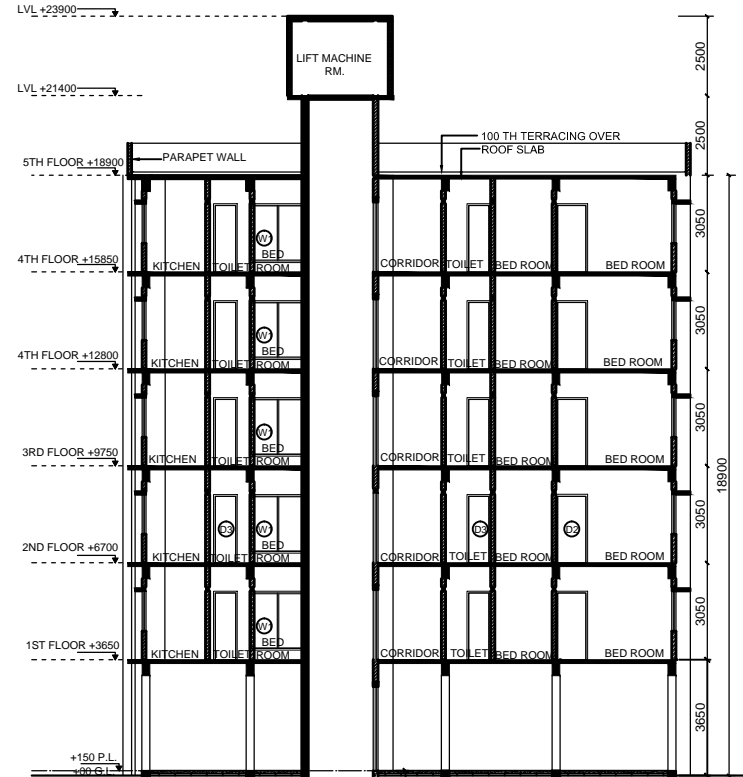 LVL +23900
2500
LIFT MACHINE
RM.
LVL +21400
2500
100 TH TERRACING OVER
PARAPET WALL
ROOF SLAB
5TH FLOOR +18900
3050
W1
BED
4TH FLOOR +15850
KITCHEN TOILET ROOM
CORRIDOR TOILET BED ROOM BED ROOM
3050
W1
BED
4TH FLOOR +12800
KITCHEN TOILET ROOM
CORRIDOR TOILET BED ROOM BED ROOM
3050
W1
BED
3RD FLOOR +9750
KITCHEN TOILET ROOM
CORRIDOR TOILET BED ROOM BED ROOM
18900
3050
D3 W1 D3 D2
BED
2ND FLOOR +6700
KITCHEN TOILET ROOM
CORRIDOR TOILET BED ROOM BED ROOM
3050
W1
BED
1ST FLOOR +3650
KITCHEN TOILET ROOM
CORRIDOR TOILET BED ROOM BED ROOM
3650
+150 P.L.
+00 G.L.